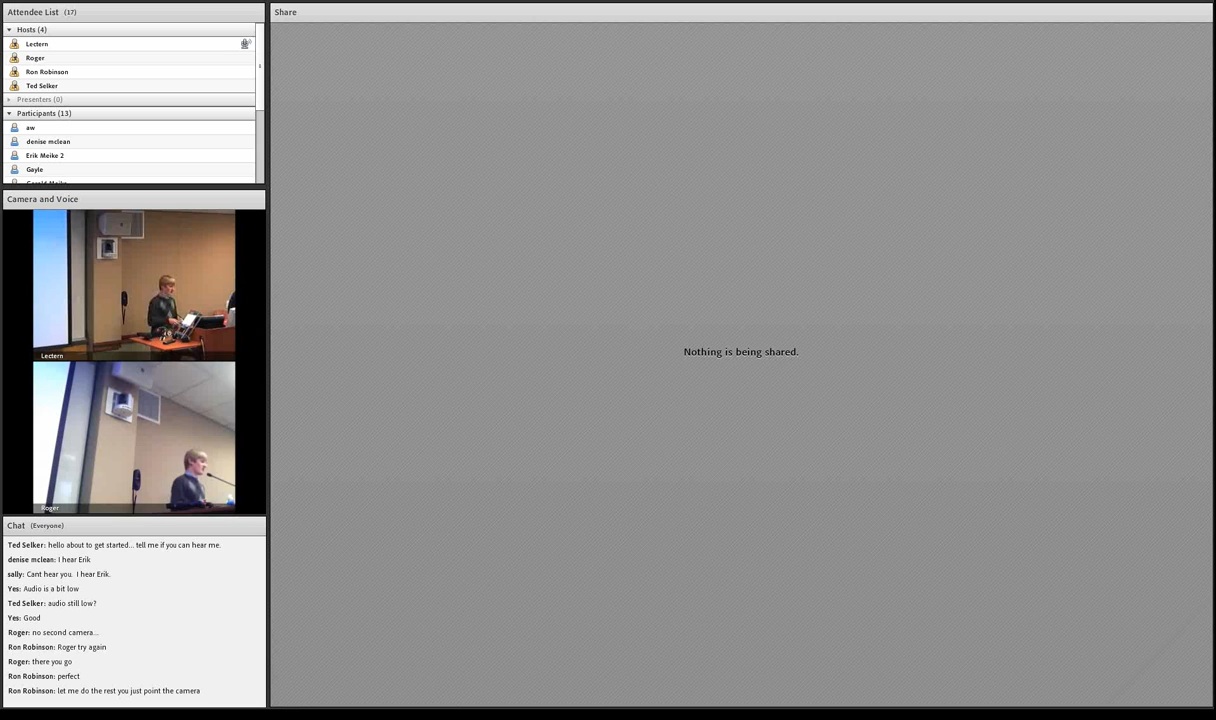 Attendee List (17)
Hosts (4)
Lectern
Roger
Ron Robinson
Ted Selker
Presenters (0)
Participants (13)
aw
denise mclean
Erik Meike 2
Gayle
Camera and Voice
Lectern
Roger
Chat (Everyone)
Ted Selker: hello about to get started... tell me if you can hear me.
denise mclean: I hear Erik
sally: Cant hear you. I hear Erik.
Yes: Audio is a bit low
Ted Selker: audio still low?
Yes: Good
Roger: no second camera...
Ron Robinson: Roger try again
Roger: there you go
Ron Robinson: perfect
Ron Robinson: let me do the rest you just point the camera
Share
Nothing is being shared.